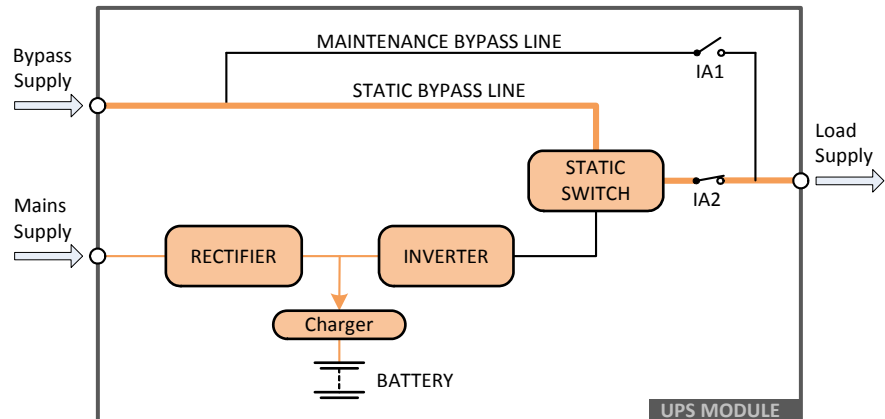 Bypass
Supply
MAINTENANCE BYPASS LINE
IA1
STATIC BYPASS LINE
STATIC
SWITCH
IA2
Load
Supply
Mains
Supply
RECTIFIER
INVERTER
Charger
BATTERY
UPS MODULE